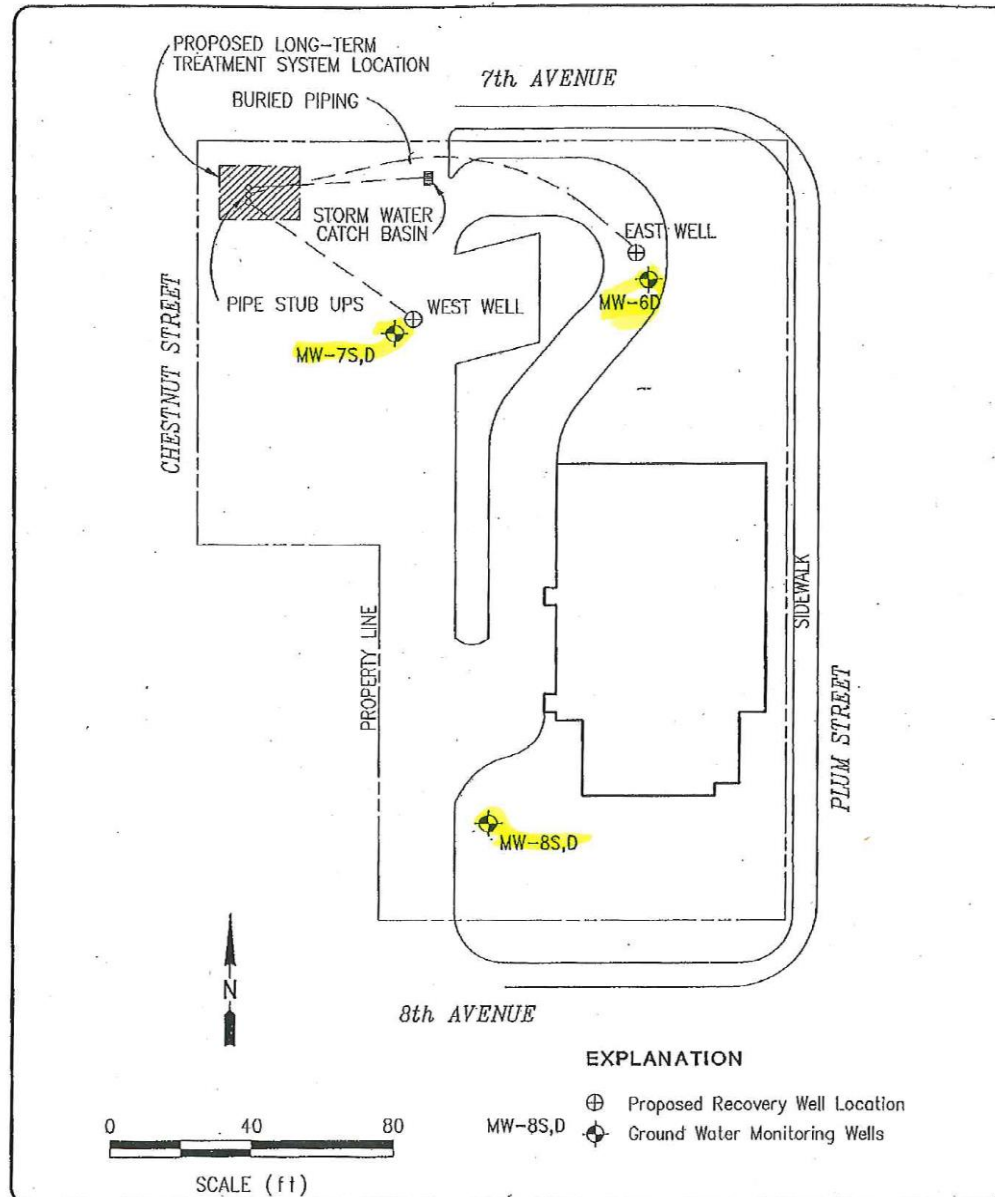 PROPOSED LONG-TERM
TREATMENT SYSTEM LOCATION
7th AVENUE
BURIED PIPING
STORM WATER
CATCH BASIN
EAST WELL
MW-6D
PIPE STUB UPS
WEST WELL
MW-7S,D
CHESTNUT STREET
PROPERTY LINE
SIDEWALK
PLUM STREET
MW-8S,D
N
8th AVENUE
EXPLANATION
Proposed Recovery Well Location
MW-8S,D Ground Water Monitoring Wells
0 40 80
SCALE (ft)